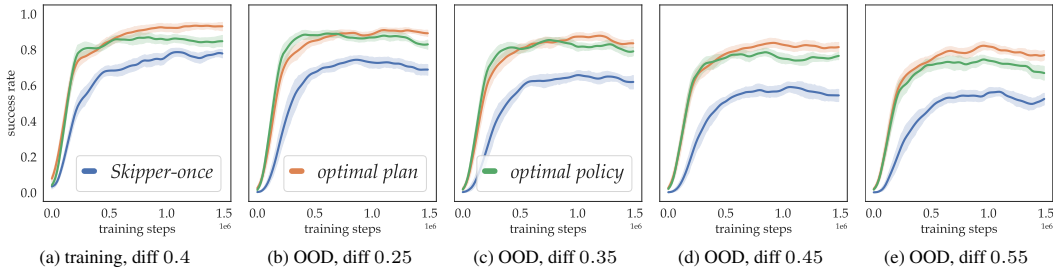 success rate
1.0
0.8
0.6
0.4
0.2
0.0
Skipper-once
optimal plan
optimal policy
0.0 0.5 1.0 1.5
training steps 1e6
0.0 0.5 1.0 1.5
training steps 1e6
0.0 0.5 1.0 1.5
training steps 1e6
0.0 0.5 1.0 1.5
training steps 1e6
0.0 0.5 1.0 1.5
training steps 1e6
(a) training, diff 0.4
(b) OOD, diff 0.25
(c) OOD, diff 0.35
(d) OOD, diff 0.45
(e) OOD, diff 0.55